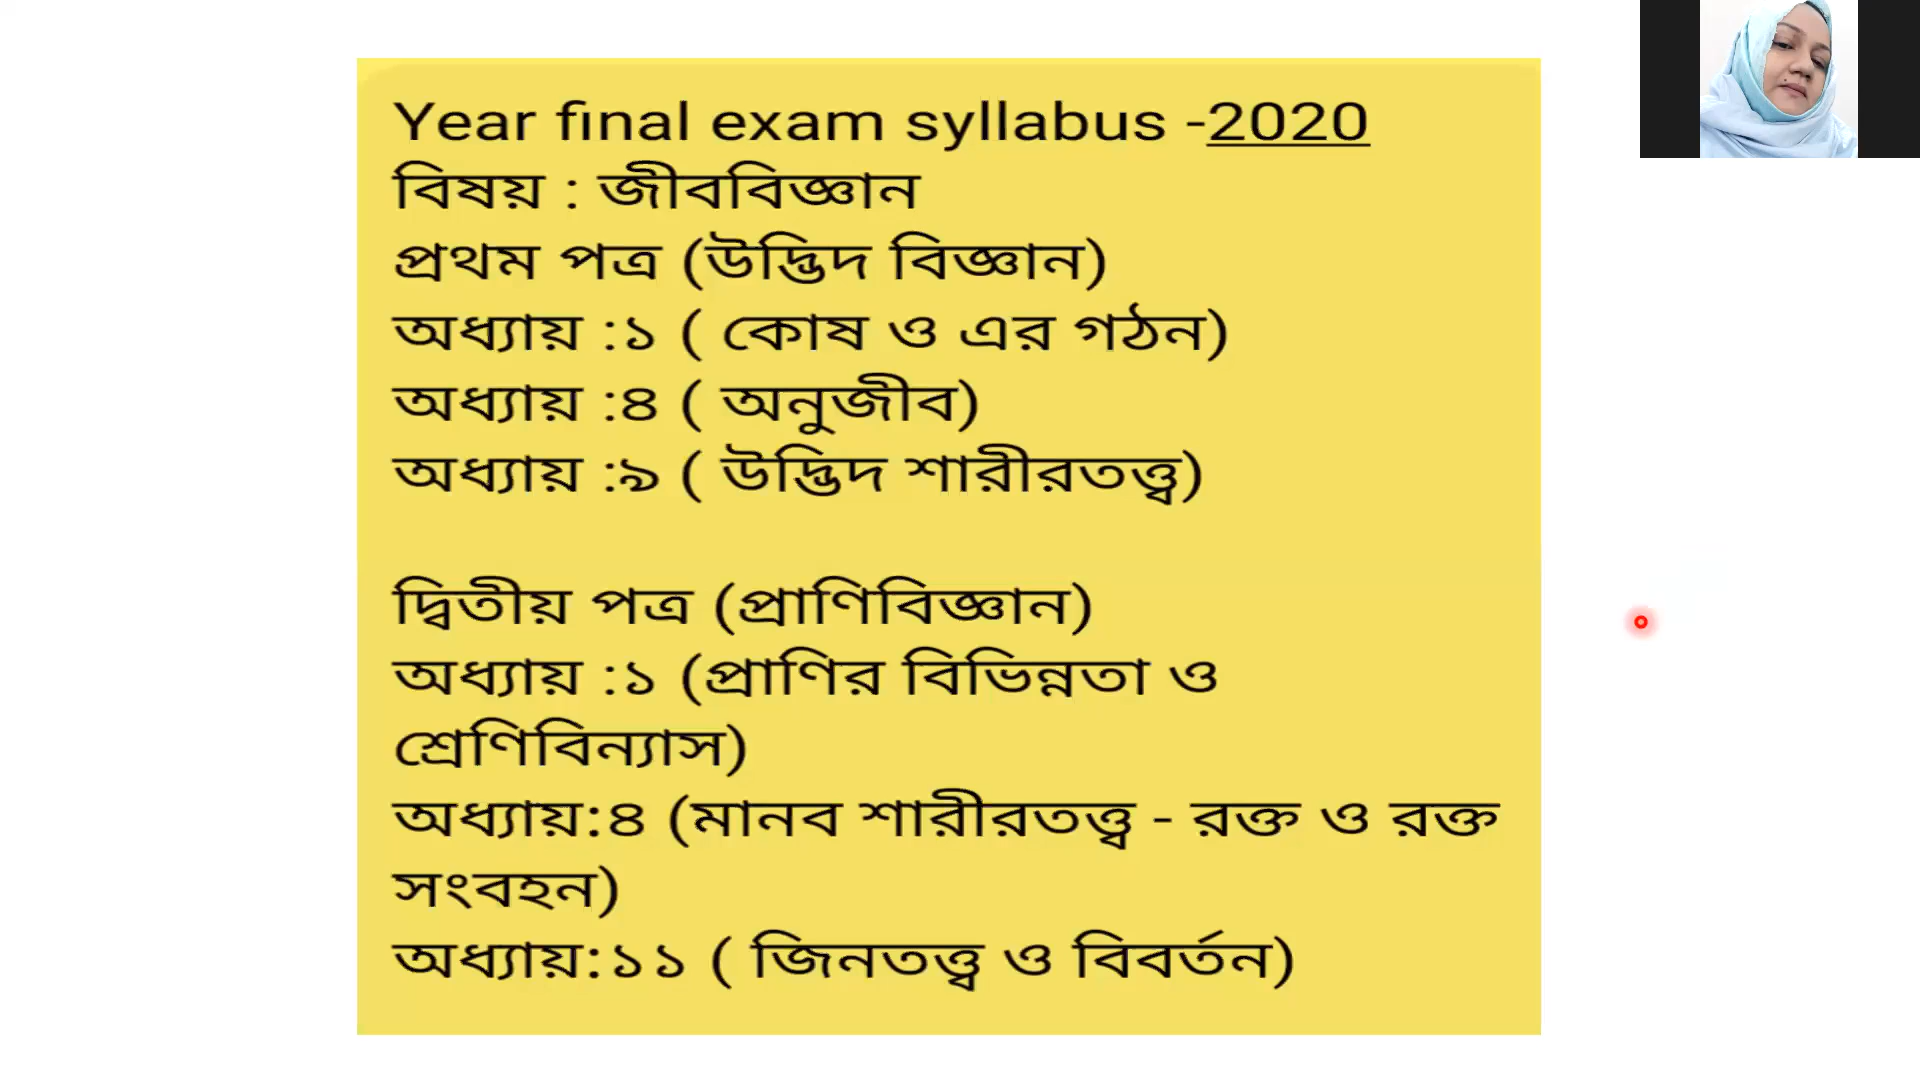 Year final exam syllabus -2020
বিষয় : জীববিজ্ঞান
প্রথম পত্র (উদ্ভিদ বিজ্ঞান)
অধ্যায় :১ ( কোষ ও এর গঠন)
অধ্যায় :৪ ( অনুজীব)
অধ্যায় :৯ ( উদ্ভিদ শারীরতত্ত্ব)
দ্বিতীয় পত্র (প্রাণিবিজ্ঞান)
অধ্যায় :১ (প্রাণির বিভিন্নতা ও
শ্রেণিবিন্যাস)
অধ্যায়:৪ (মানব শারীরতত্ত্ব - রক্ত ও রক্ত
সংবহন)
অধ্যায়:১১ ( জিনতত্ত্ব ও বিবর্তন)